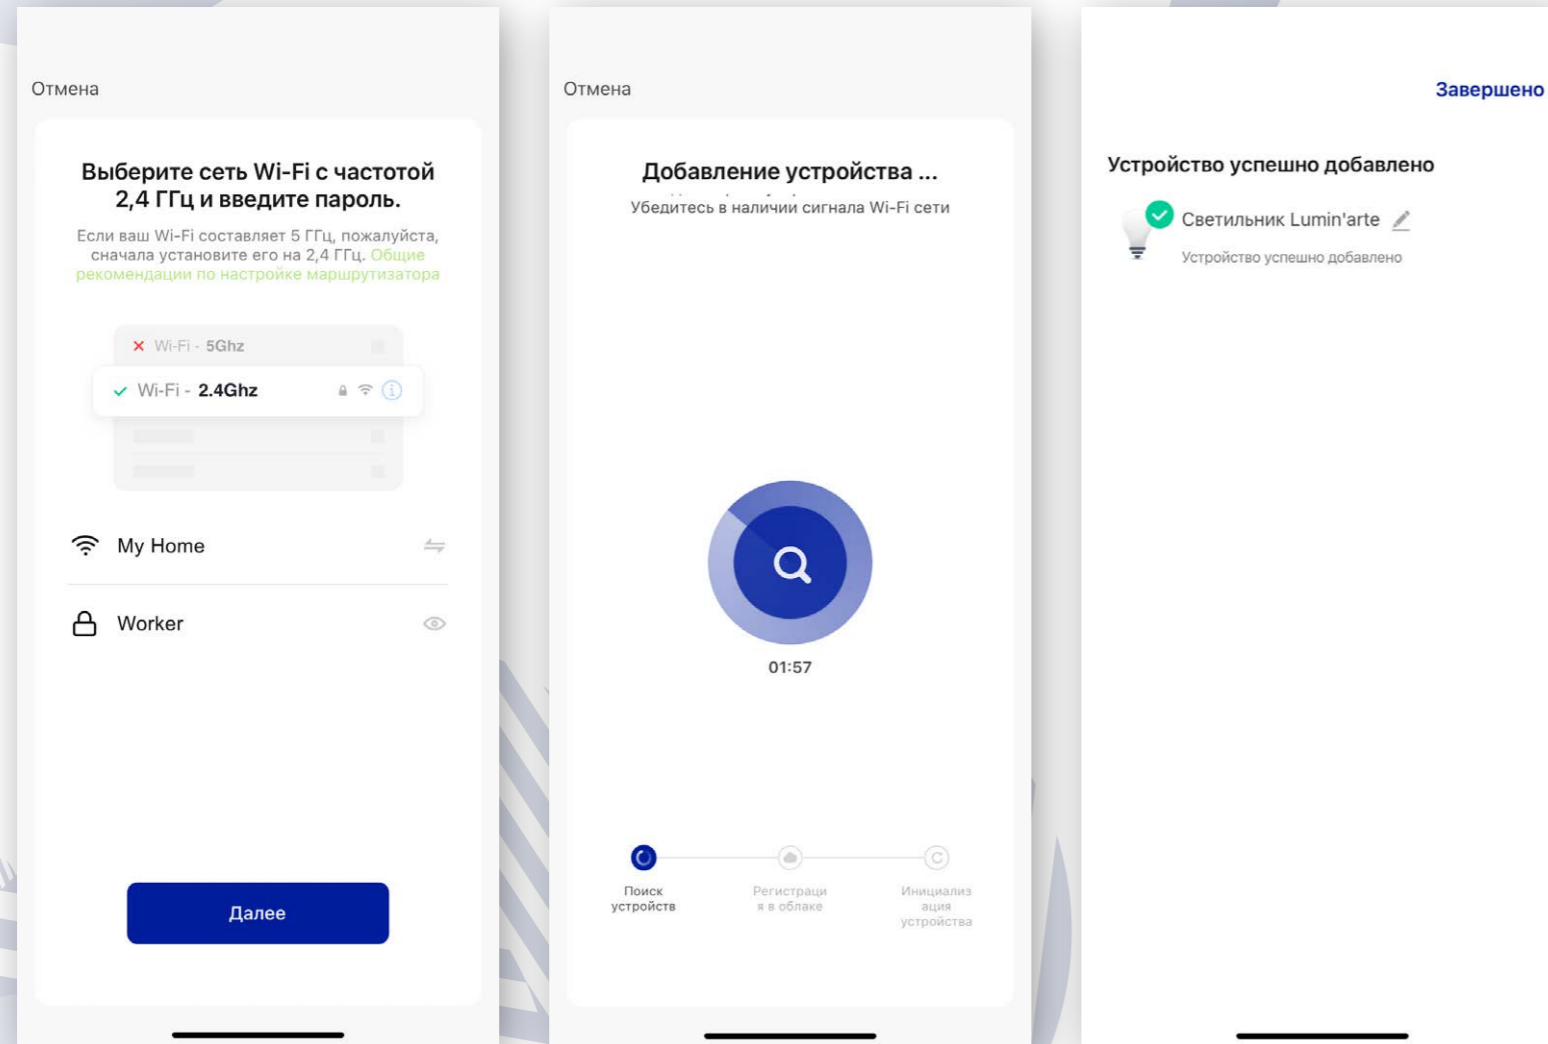 Отмена
Выберите сеть Wi-Fi с частотой
2,4 ГГц и введите пароль.
Если ваш Wi-Fi составляет 5 ГГц, пожалуйста,
сначала установите его на 2,4 ГГц. Общие
рекомендации по настройке маршрутизатора
Wi-Fi - 5Ghz
Wi-Fi - 2.4Ghz
My Home
Worker
Далее
Отмена
Добавление устройства ...
Убедитесь в наличии сигнала Wi-Fi сети
01:57
Поиск
устройств
Регистраци
я в облаке
Инициализ
ация
устройства
Завершено
Устройство успешно добавлено
Светильник Lumin'arte
Устройство успешно добавлено